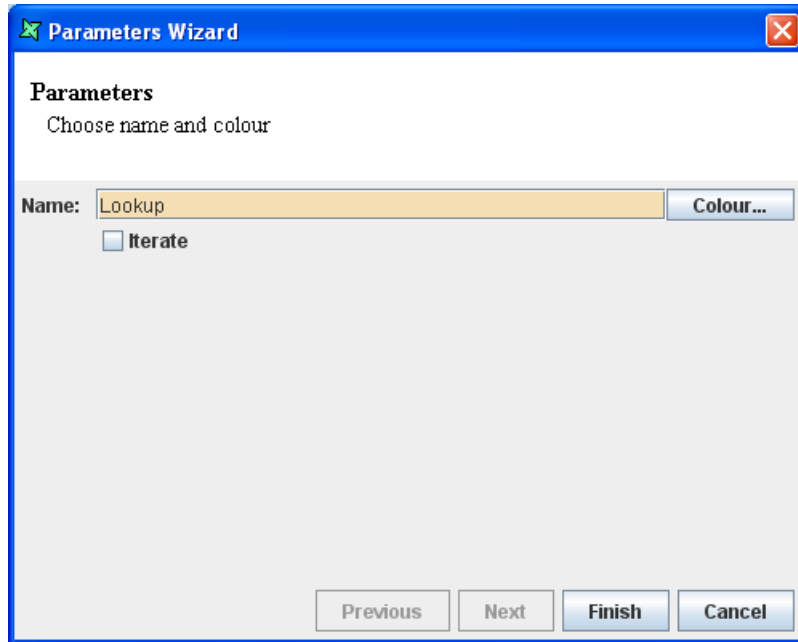 Parameters Wizard
Parameters
Choose name and colour
Name: Lookup Colour...
Iterate
Previous Next Finish Cancel